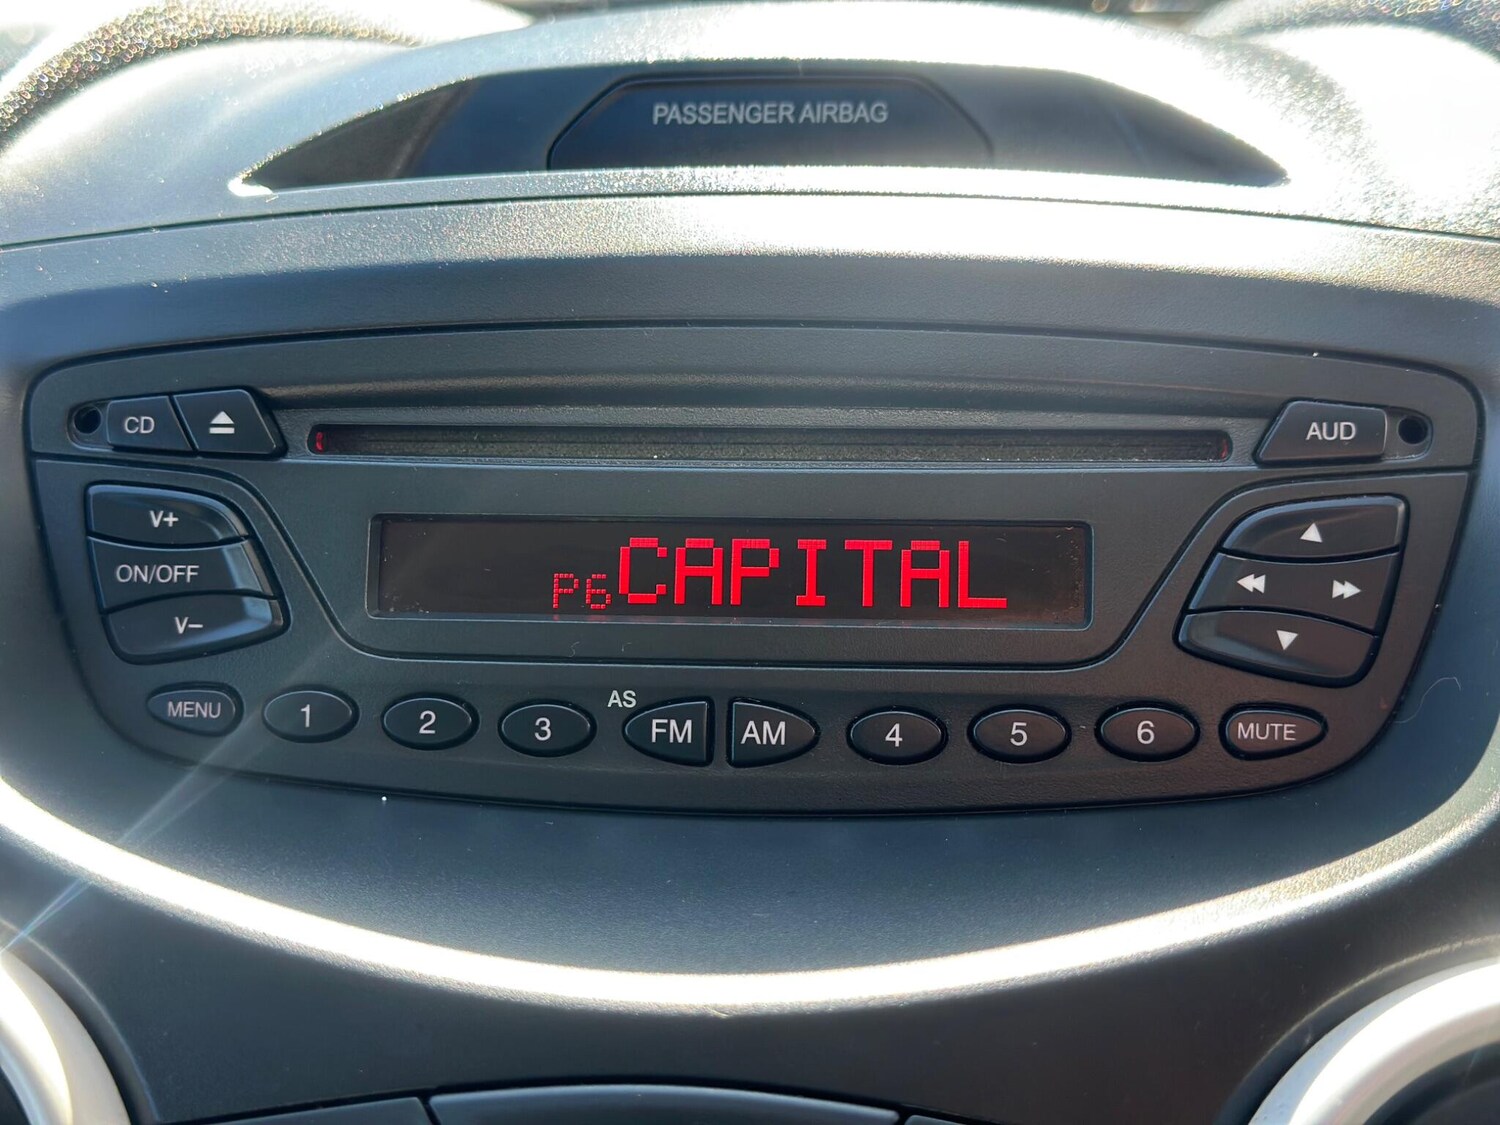 PASSENGER AIRBAG
CD
AUD
V+
ON/OFF
V-
P6 CAPITAL
AS
MENU 1 2 3 FM AM 4 5 6 MUTE